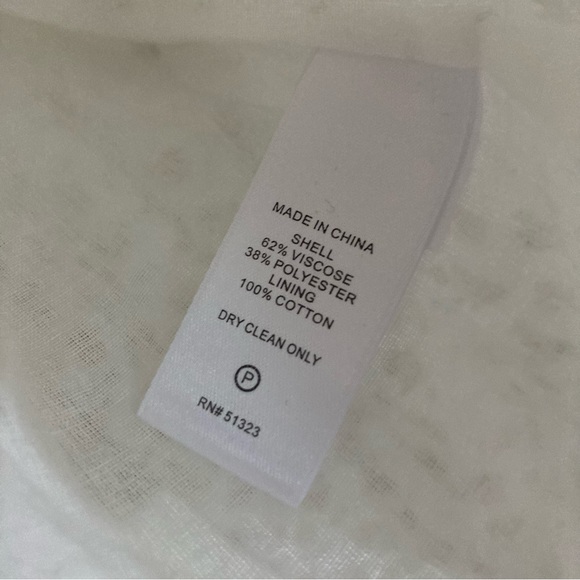 MADE IN CHINA
SHELL
62% VISCOSE
38% POLYESTER
LINING
100% COTTON
DRY CLEAN ONLY
P
RN# 51323